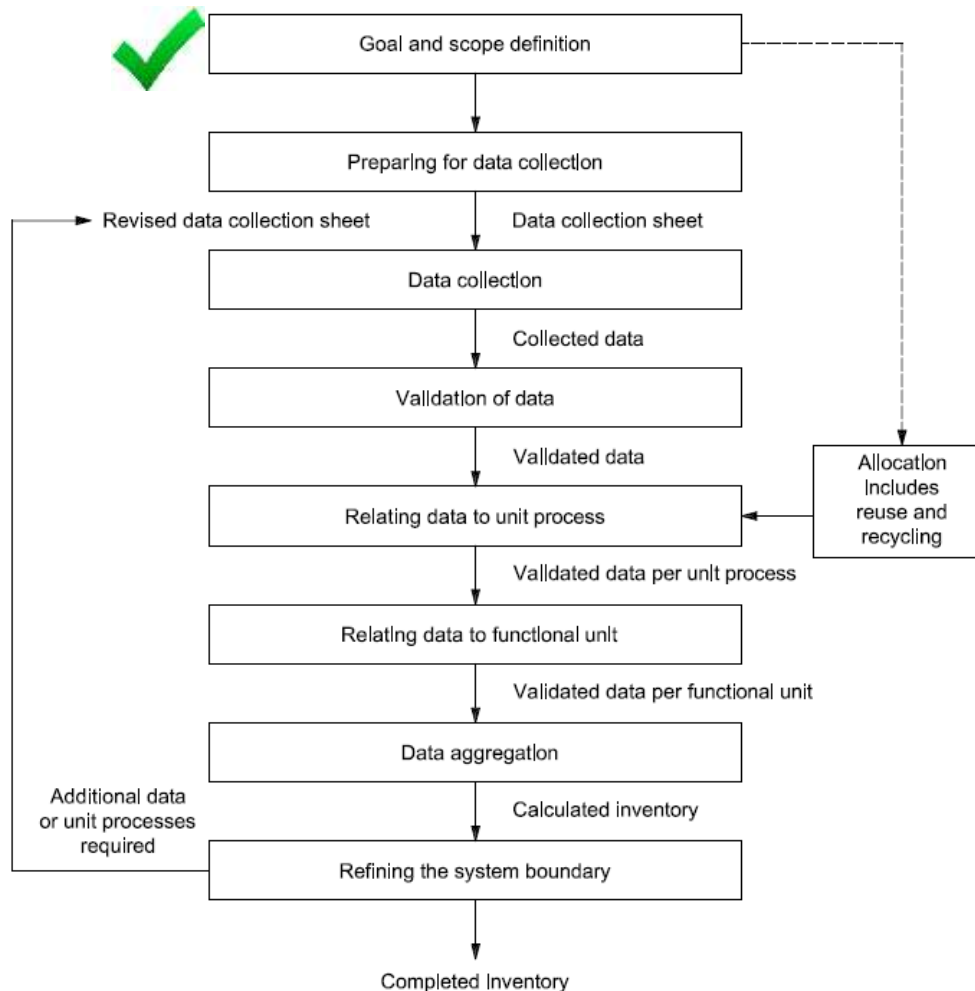 Goal and scope definition
Preparing for data collection
Revised data collection sheet
Data collection sheet
Data collection
Collected data
Validation of data
Validated data
Allocation
includes
reuse and
recycling
Relating data to unit process
Validated data per unit process
Relating data to functional unit
Validated data per functional unit
Data aggregation
Additional data
or unit processes
required
Calculated inventory
Refining the system boundary
Completed inventory